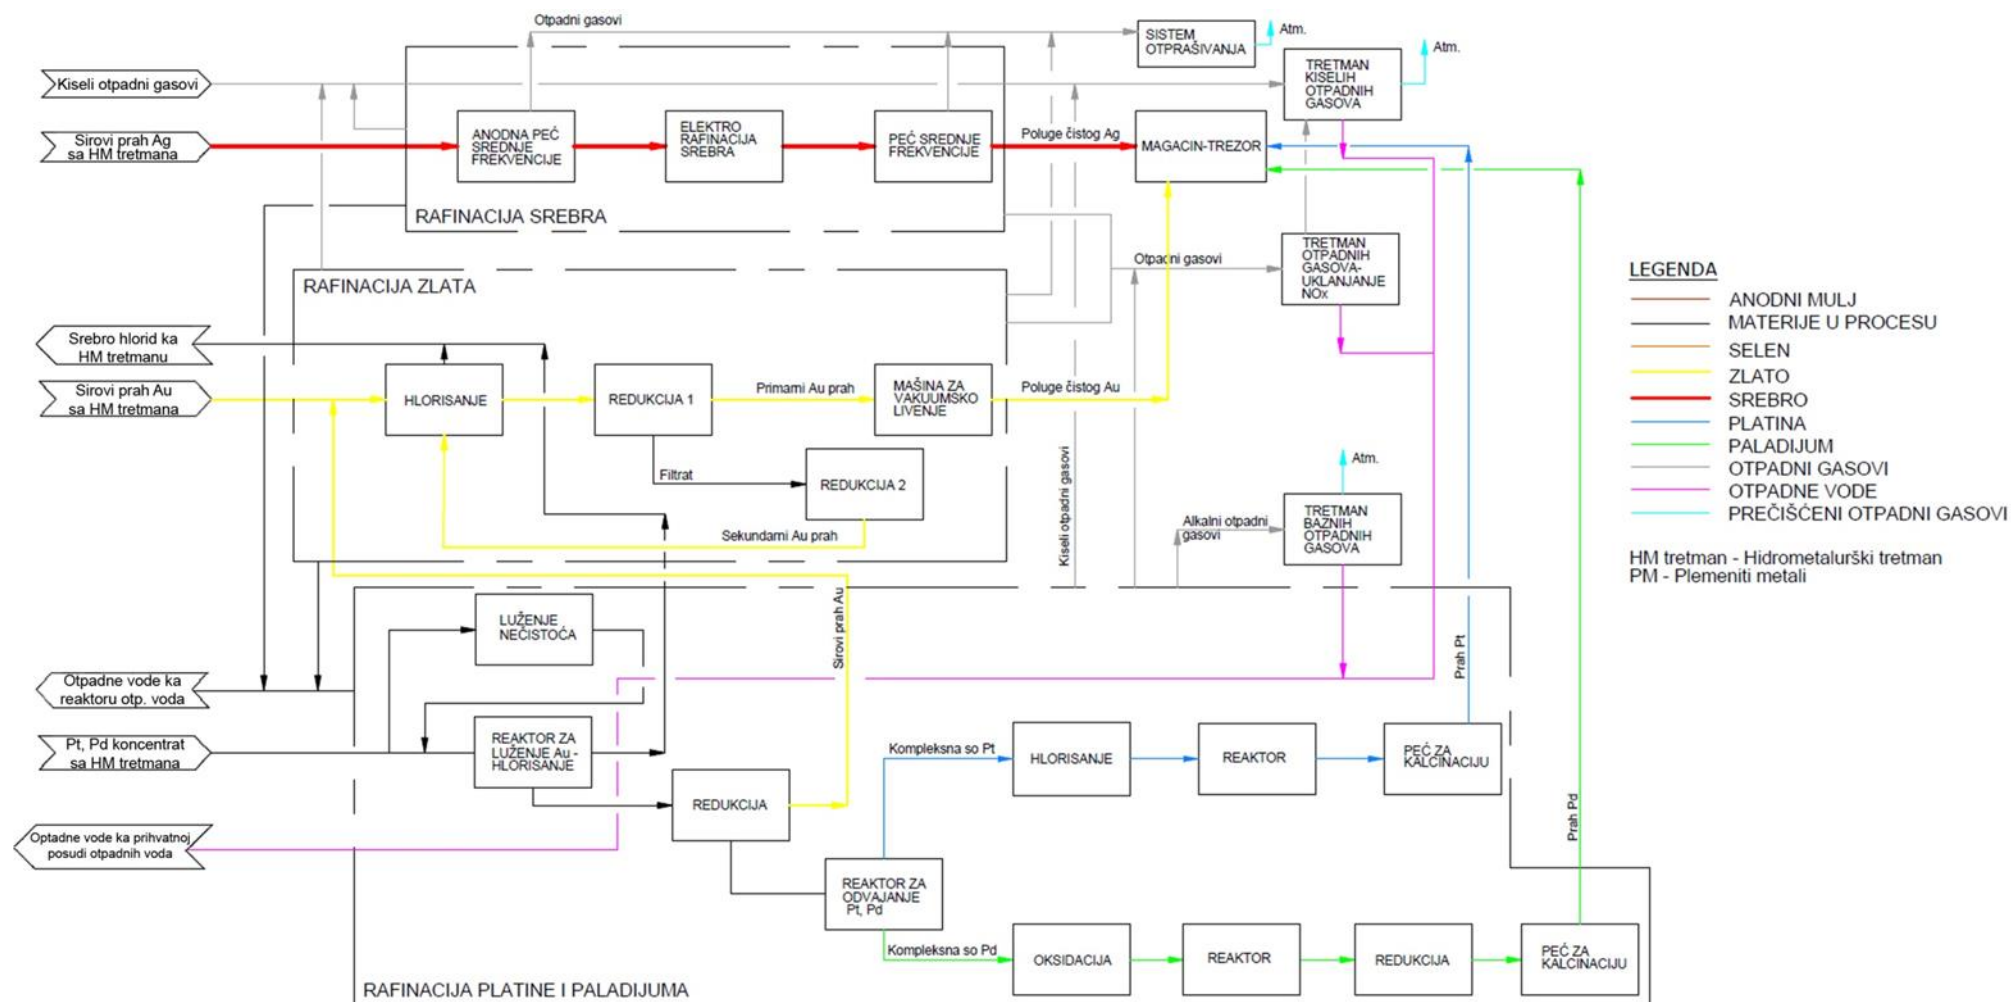 Otpadni gasovi
SISTEM
OTPRAŠIVANJA
Atm.
Atm.
Kiseli otpadni gasovi
TRETMAN
KISELIH
OTPADNIH
GASOVA
Sirovi prah Ag
sa HM tretmana
ANODNA PEĆ
SREDNJE
FREKVENCIJE
ELEKTRO
RAFINACIJA
SREBRA
PEĆ SREDNJE
FREKVENCIJE
Poluge čistog Ag
MAGACIN-TREZOR
RAFINACIJA SREBRA
TRETMAN
OTPADNIH
GASOVA-
UKLANJANJE
NOx
Otpadni gasovi
RAFINACIJA ZLATA
Srebro hlorid ka
HM tretmanu
Sirovi prah Au
sa HM tretmana
HLORISANJE
REDUKCIJA 1
Primarni Au prah
MAŠINA ZA
VAKUUMSKO
LIVENJE
Poluge čistog Au
Filtrat
REDUKCIJA 2
Sekundarni Au prah
Kiseli otpadni gasovi
Atm.
Alkalni otpadni
gasovi
TRETMAN
BAZNIH
OTPADNIH
GASOVA
LEGENDA
ANODNI MULJ
MATERIJE U PROCESU
SELEN
ZLATO
SREBRO
PLATINA
PALADIJUM
OTPADNI GASOVI
OTPADNE VODE
PREČIŠĆENI OTPADNI GASOVI
HM tretman - Hidrometalurški tretman
PM - Plemeniti metali
LUŽENJE
NEČISTOĆA
Sirovi prah Au
Prah Pt
Otpadne vode ka
reaktoru otp. voda
Pt, Pd koncentrat
sa HM tretmana
REAKTOR ZA
LUŽENJE Au -
HLORISANJE
REDUKCIJA
Kompleksna so Pt
HLORISANJE
REAKTOR
PEĆ ZA
KALCINACIJU
Prah Pd
Optadne vode ka prihvatnoj
posudi otpadnih voda
REAKTOR ZA
ODVAJANJE
Pt, Pd
Kompleksna so Pd
OKSIDACIJA
REAKTOR
REDUKCIJA
PEĆ ZA
KALCINACIJU
RAFINACIJA PLATINE I PALADIJUMA